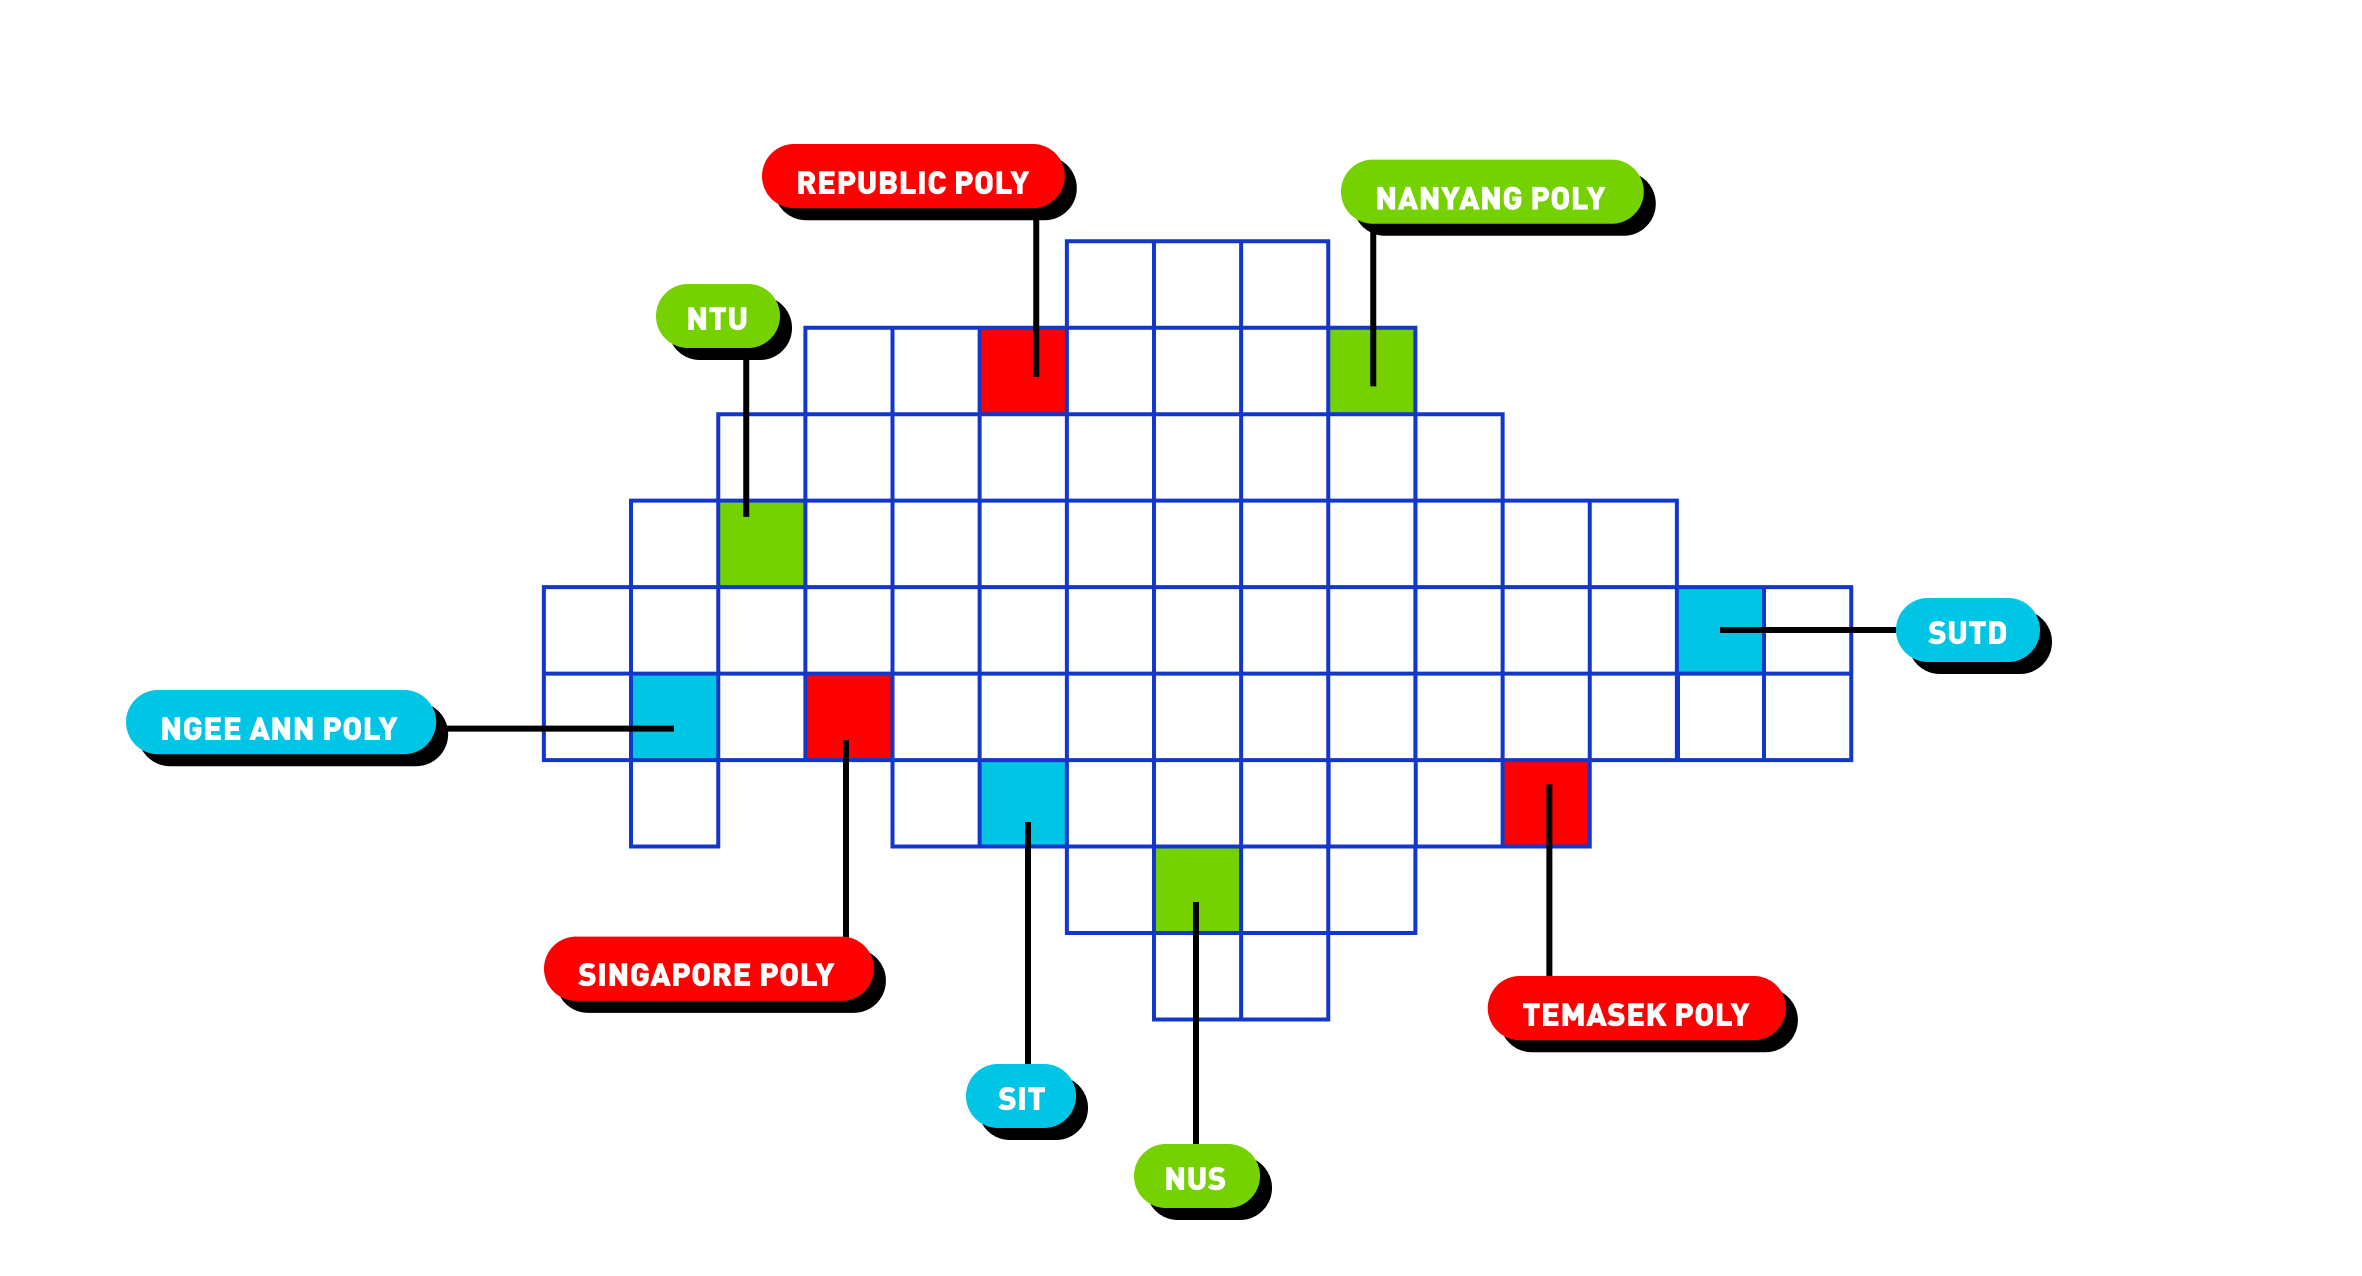 REPUBLIC POLY
NANYANG POLY
NTU
SUTD
NGEE ANN POLY
SINGAPORE POLY
TEMASEK POLY
SIT
NUS